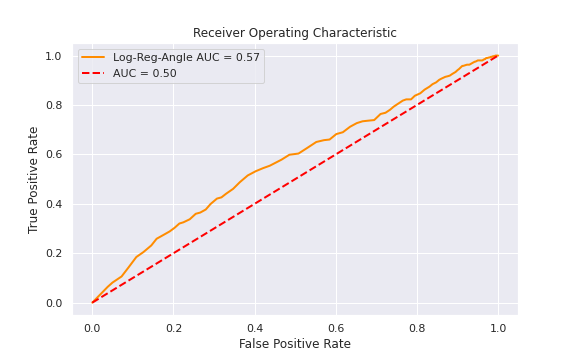 Receiver Operating Characteristic
Log-Reg-Angle AUC = 0.57
AUC = 0.50
True Positive Rate
1.0
0.8
0.6
0.4
0.2
0.0
0.0 0.2 0.4 0.6 0.8 1.0
False Positive Rate